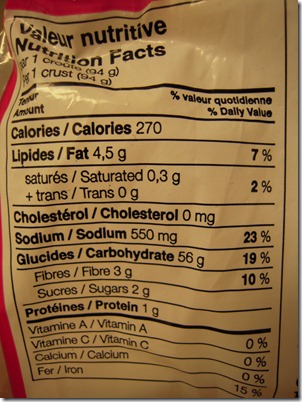 Valeur nutritive
Nutrition Facts
Par 1 croûte (94 g)
Per 1 crust (94 g)
Teneur
Amount
% valeur quotidienne
% Daily Value
Calories / Calories 270
Lipides / Fat 4,5 g 7 %
saturés / Saturated 0,3 g
+ trans / Trans 0 g 2 %
Cholestérol / Cholesterol 0 mg
Sodium / Sodium 550 mg 23 %
Glucides / Carbohydrate 56 g 19 %
Fibres / Fibre 3 g 10 %
Sucres / Sugars 2 g
Protéines / Protein 1 g
Vitamine A / Vitamin A 0 %
Vitamine C / Vitamin C 0 %
Calcium / Calcium 0 %
Fer / Iron 15 %